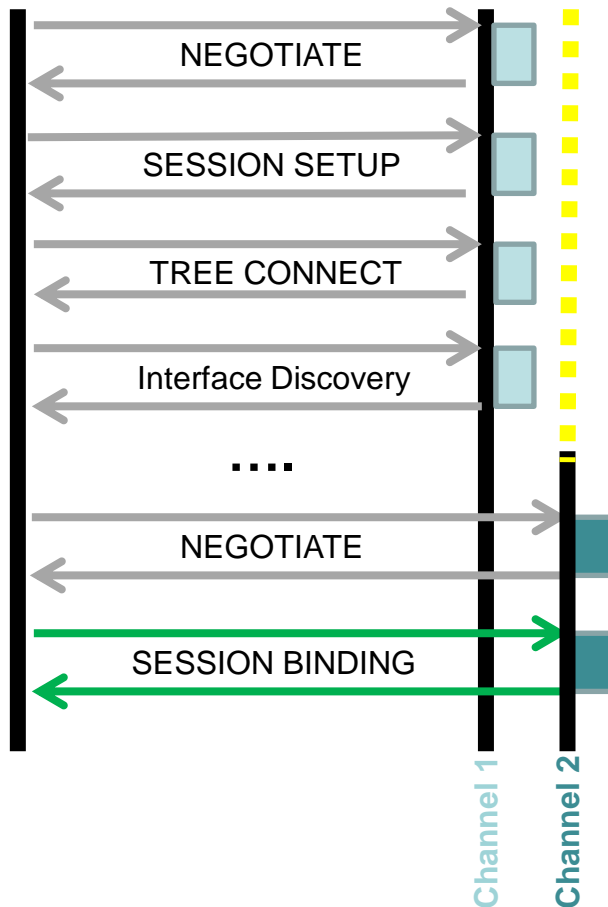 NEGOTIATE
SESSION SETUP
TREE CONNECT
Interface Discovery
....
NEGOTIATE
SESSION BINDING
Channel 1
Channel 2